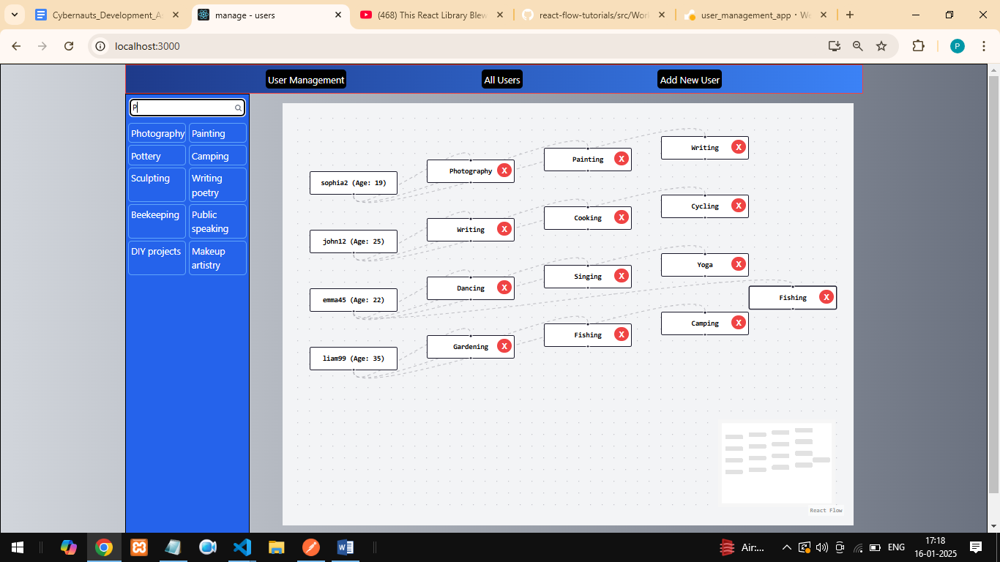 Cybernauts_Development_A
manage - users
(468) This React Library Blew
react-flow-tutorials/src/Wor
user_management_app • We
localhost:3000
P
User Management
All Users
Add New User
P
Photography
Painting
Pottery
Camping
Sculpting
Writing
poetry
Beekeeping
Public
speaking
DIY projects
Makeup
artistry
Writing
X
Painting
X
Photography
X
sophia2 (Age: 19)
Cycling
X
Cooking
X
Writing
X
john12 (Age: 25)
Yoga
X
Singing
X
Dancing
X
emma45 (Age: 22)
Fishing
X
Camping
X
Fishing
X
Gardening
X
liam99 (Age: 35)
React Flow
Air:...
ENG
17:18
16-01-2025